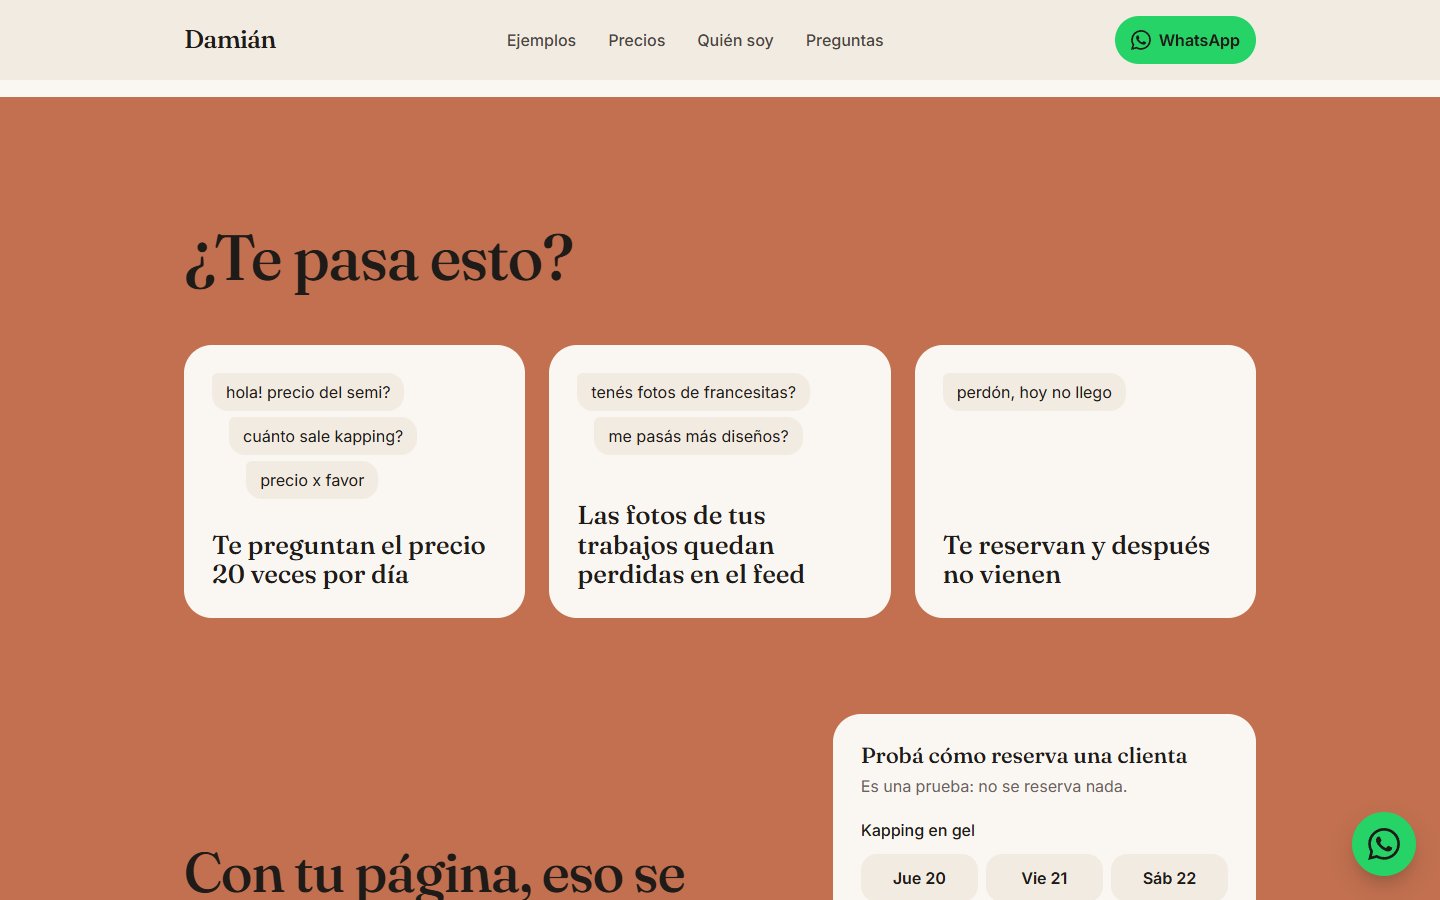 Damián
Ejemplos
Precios
Quién soy
Preguntas
WhatsApp
¿Te pasa esto?
hola! precio del semi?
cuánto sale kapping?
precio x favor
Te preguntan el precio
20 veces por día
tenés fotos de francesitas?
me pasás más diseños?
Las fotos de tus
trabajos quedan
perdidas en el feed
perdón, hoy no llego
Te reservan y después
no vienen
Con tu página, eso se
Probá cómo reserva una clienta
Es una prueba: no se reserva nada.
Kapping en gel
Jue 20
Vie 21
Sáb 22